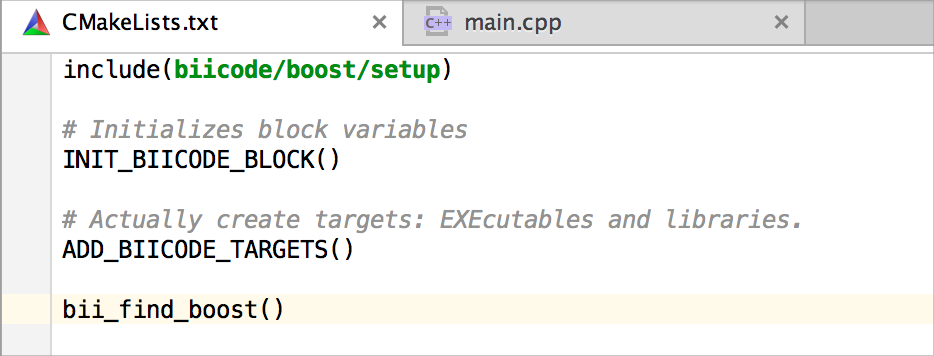 CMakeLists.txt × C++ main.cpp ×
include(biicode/boost/setup)
# Initializes block variables
INIT_BIICODE_BLOCK()
# Actually create targets: EXEcutables and libraries.
ADD_BIICODE_TARGETS()
bii_find_boost()